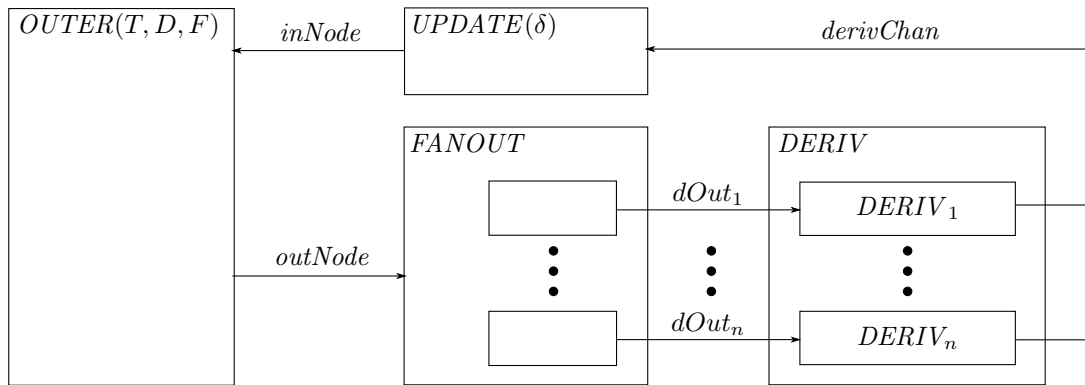 OUTER(T, D, F)
inNode
UPDATE(δ)
derivChan
FANOUT
DERIV
dOut₁
DERIV₁
outNode
dOutₙ
DERIVₙ